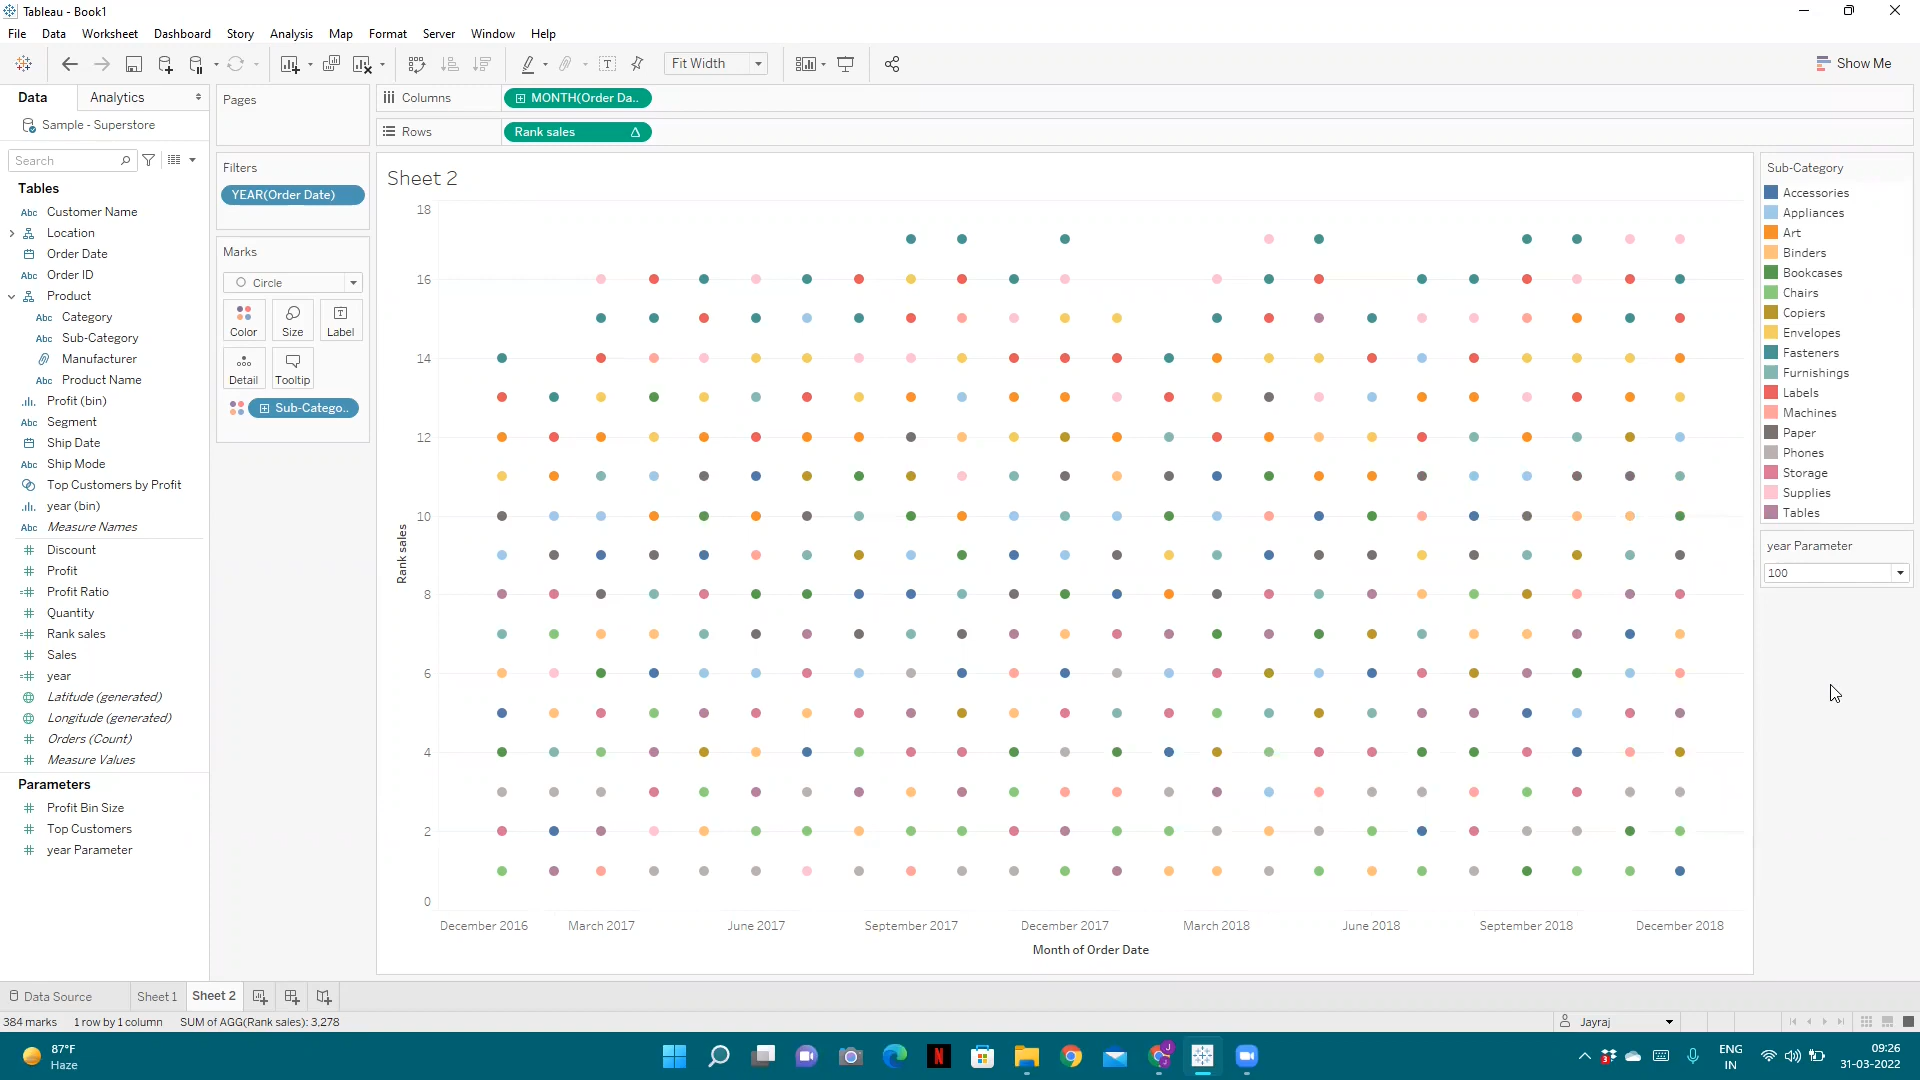 Tableau - Book1
File Data Worksheet Dashboard Story Analysis Map Format Server Window Help
Fit Width
Show Me
Data
Analytics
Sample - Superstore
Search
Tables
Abc Customer Name
Location
Order Date
Abc Order ID
Product
Abc Category
Abc Sub-Category
Manufacturer
Abc Product Name
Profit (bin)
Abc Segment
Ship Date
Abc Ship Mode
Top Customers by Profit
year (bin)
Abc Measure Names
# Discount
# Profit
=# Profit Ratio
# Quantity
=# Rank sales
# Sales
=# year
Latitude (generated)
Longitude (generated)
# Orders (Count)
# Measure Values
Parameters
# Profit Bin Size
# Top Customers
# year Parameter
Pages
Filters
YEAR(Order Date)
Marks
Circle
Color
Size
Label
Detail
Tooltip
Sub-Catego..
Columns
MONTH(Order Da..
Rows
Rank sales
Sheet 2
18
16
14
12
10
8
6
4
2
0
Rank sales
December 2016
March 2017
June 2017
September 2017
December 2017
March 2018
June 2018
September 2018
December 2018
Month of Order Date
Sub-Category
Accessories
Appliances
Art
Binders
Bookcases
Chairs
Copiers
Envelopes
Fasteners
Furnishings
Labels
Machines
Paper
Phones
Storage
Supplies
Tables
year Parameter
100
Data Source
Sheet 1
Sheet 2
384 marks
1 row by 1 column
SUM of AGG(Rank sales): 3,278
Jayraj
87°F
Haze
ENG
IN
09:26
31-03-2022